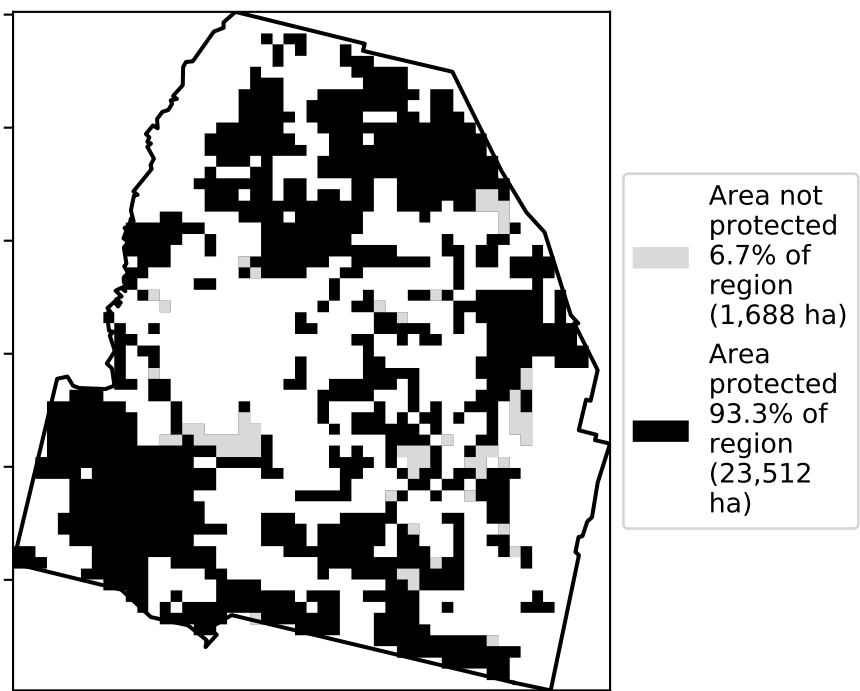 Area not
protected
6.7% of
region
(1,688 ha)
Area
protected
93.3% of
region
(23,512
ha)